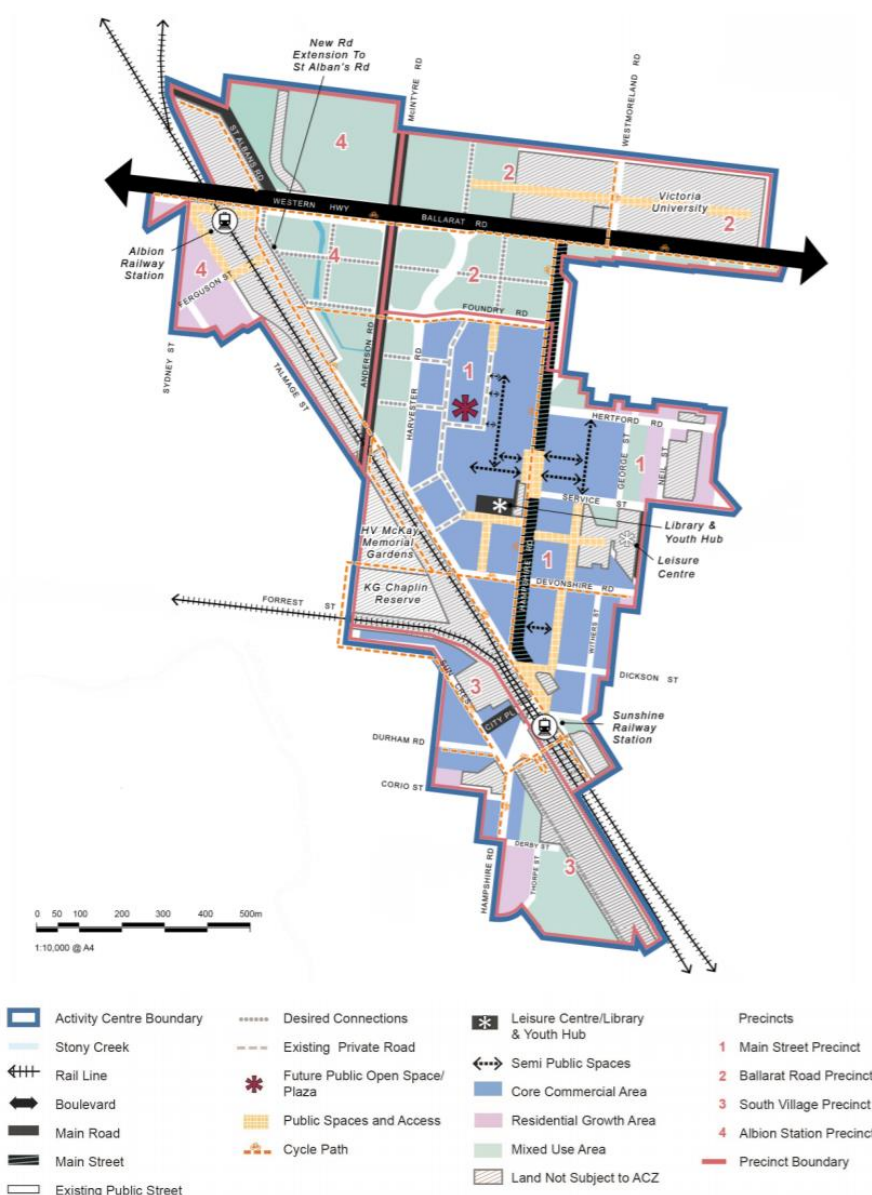 New Rd
Extension To
St Alban's Rd
McINTYRE RD
WESTMORELAND RD
4
ST ALBANS RD
2
Victoria
University
2
WESTERN HWY
BALLARAT RD
Albion
Railway
Station
4
FERGUSON ST
4
2
FOUNDRY RD
SYDNEY ST
TALMAGE ST
ANDERSON RD
HARVESTER RD
1
HERTFORD RD
GEORGE ST
1
NEIL ST
SERVICE ST
Library &
Youth Hub
Leisure
Centre
HV McKay
Memorial
Gardens
HAMPSHIRE RD
1
DEVONSHIRE RD
KG Chaplin
Reserve
FORREST ST
WITHERS ST
DICKSON ST
SUN CRES
3
CITY PL
Sunshine
Railway
Station
DURHAM RD
CORIO ST
HAMPSHIRE RD
DERBY ST
THORPE ST
3
0 50 100 200 300 400 500m
1:10,000 @ A4
Activity Centre Boundary
Stony Creek
Rail Line
Boulevard
Main Road
Main Street
Existing Public Street
Desired Connections
Existing Private Road
Future Public Open Space/
Plaza
Public Spaces and Access
Cycle Path
Leisure Centre/Library
& Youth Hub
Semi Public Spaces
Core Commercial Area
Residential Growth Area
Mixed Use Area
Land Not Subject to ACZ
Precincts
1 Main Street Precinct
2 Ballarat Road Precinct
3 South Village Precinct
4 Albion Station Precinct
Precinct Boundary